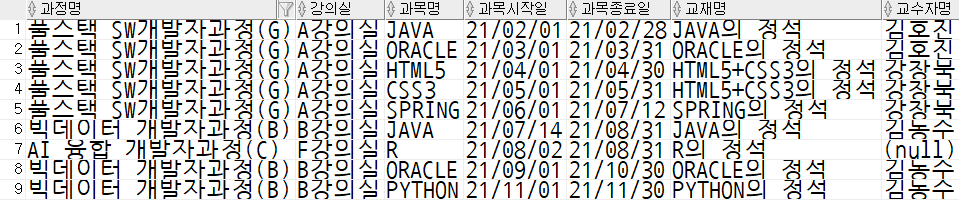 과정명 강의실 과목명 과목시작일 과목종료일 교재명 교수자명
1 풀스택 SW개발자과정(G) A강의실 JAVA 21/02/01 21/02/28 JAVA의 정석 김호진
2 풀스택 SW개발자과정(G) A강의실 ORACLE 21/03/01 21/03/31 ORACLE의 정석 김호진
3 풀스택 SW개발자과정(G) A강의실 HTML5 21/04/01 21/04/30 HTML5+CSS3의 정석 강장묵
4 풀스택 SW개발자과정(G) A강의실 CSS3 21/05/01 21/05/31 HTML5+CSS3의 정석 강장묵
5 풀스택 SW개발자과정(G) A강의실 SPRING 21/06/01 21/07/12 SPRING의 정석 강장묵
6 빅데이터 개발자과정(B) B강의실 JAVA 21/07/14 21/08/31 JAVA의 정석 김동수
7 AI 융합 개발자과정(C) F강의실 R 21/08/02 21/08/31 R의 정석 (null)
8 빅데이터 개발자과정(B) B강의실 ORACLE 21/09/01 21/10/30 ORACLE의 정석 김동수
9 빅데이터 개발자과정(B) B강의실 PYTHON 21/11/01 21/11/30 PYTHON의 정석 김동수